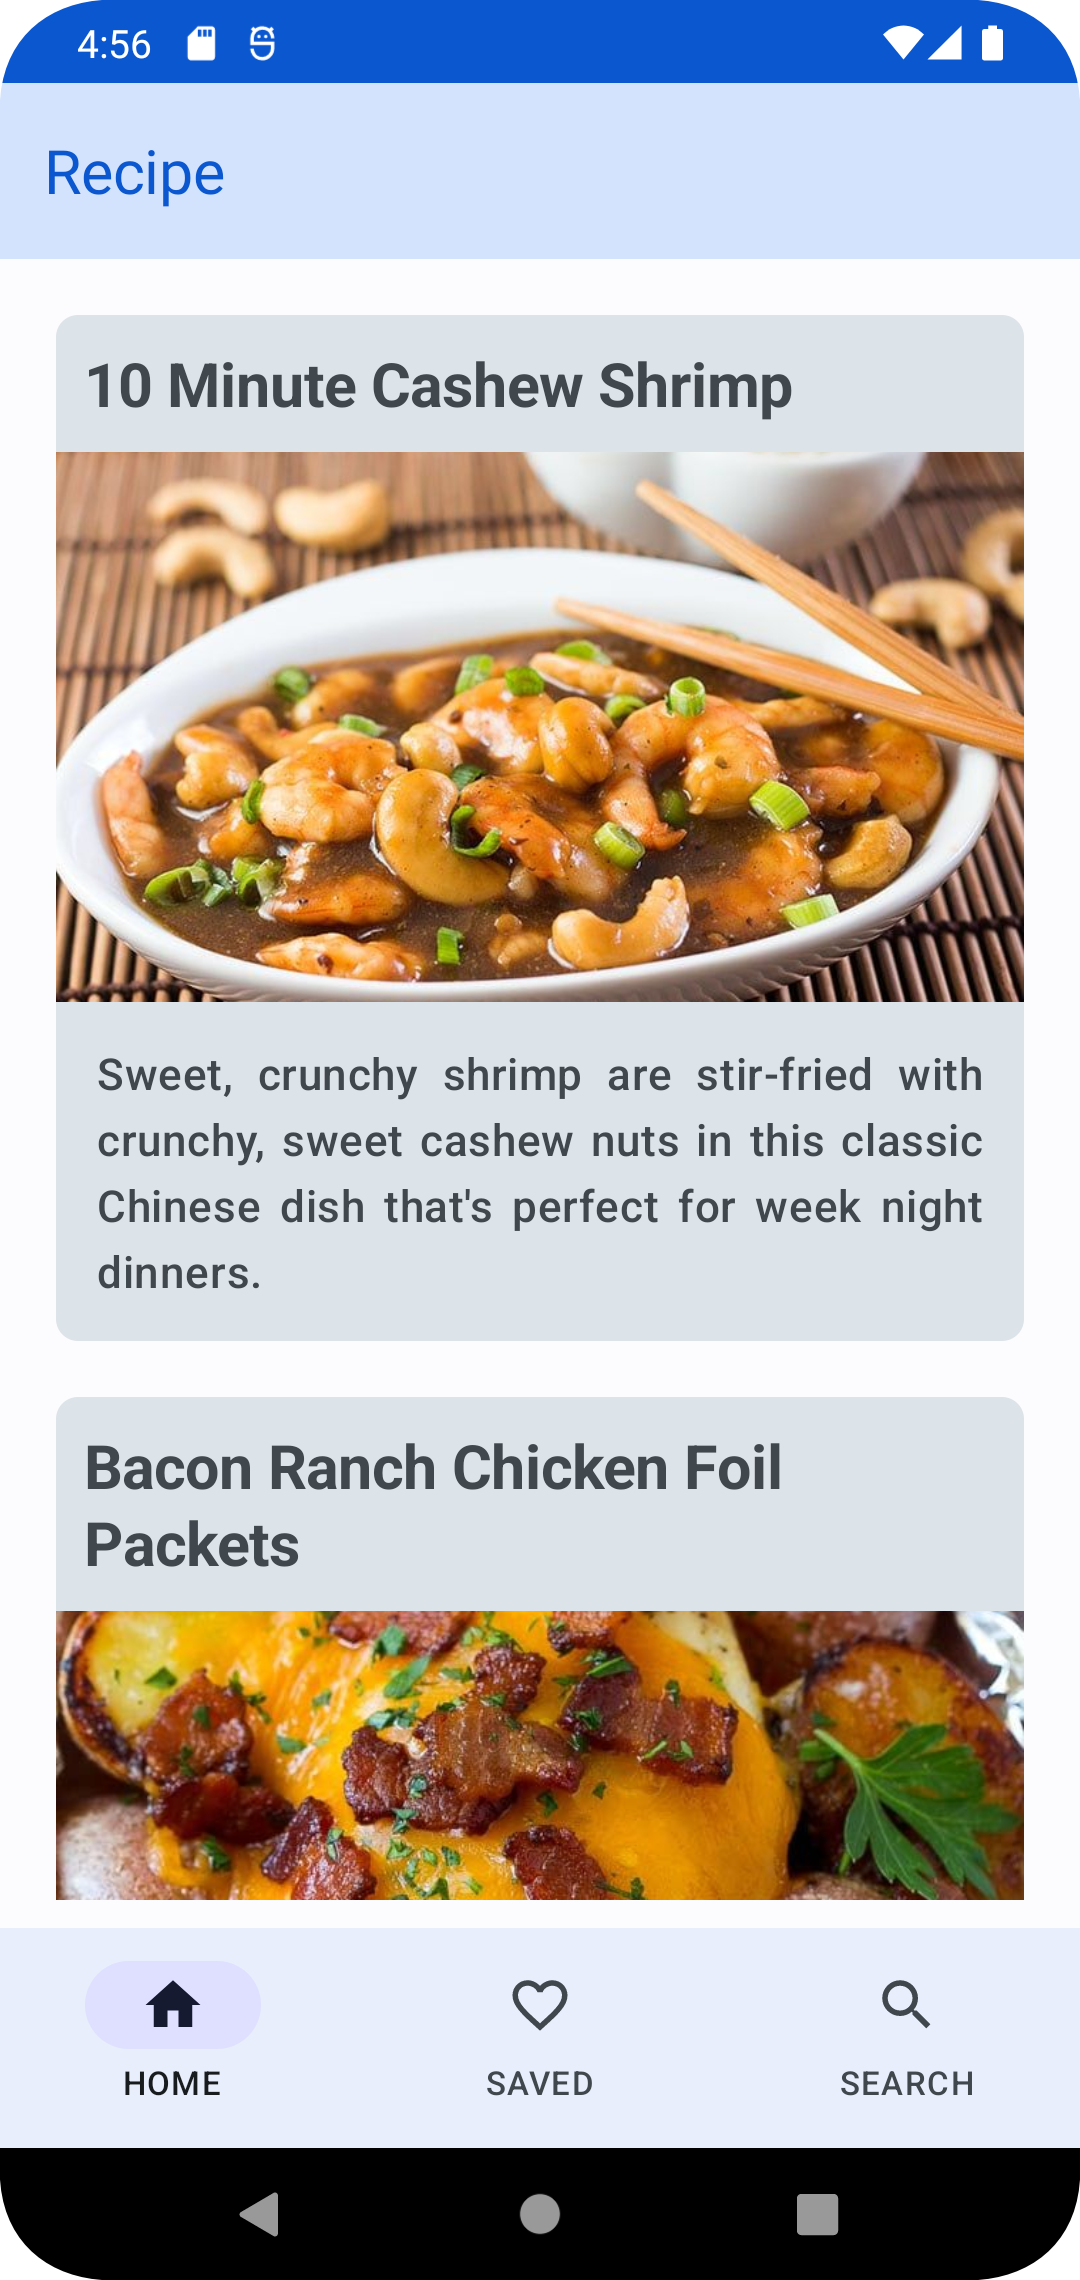 4:56
Recipe
10 Minute Cashew Shrimp
Sweet, crunchy shrimp are stir-fried with
crunchy, sweet cashew nuts in this classic
Chinese dish that's perfect for week night
dinners.
Bacon Ranch Chicken Foil
Packets
HOME
SAVED
SEARCH